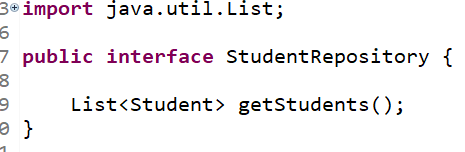 3 import java.util.List;
6
7 public interface StudentRepository {
8
9 List<Student> getStudents();
0 }